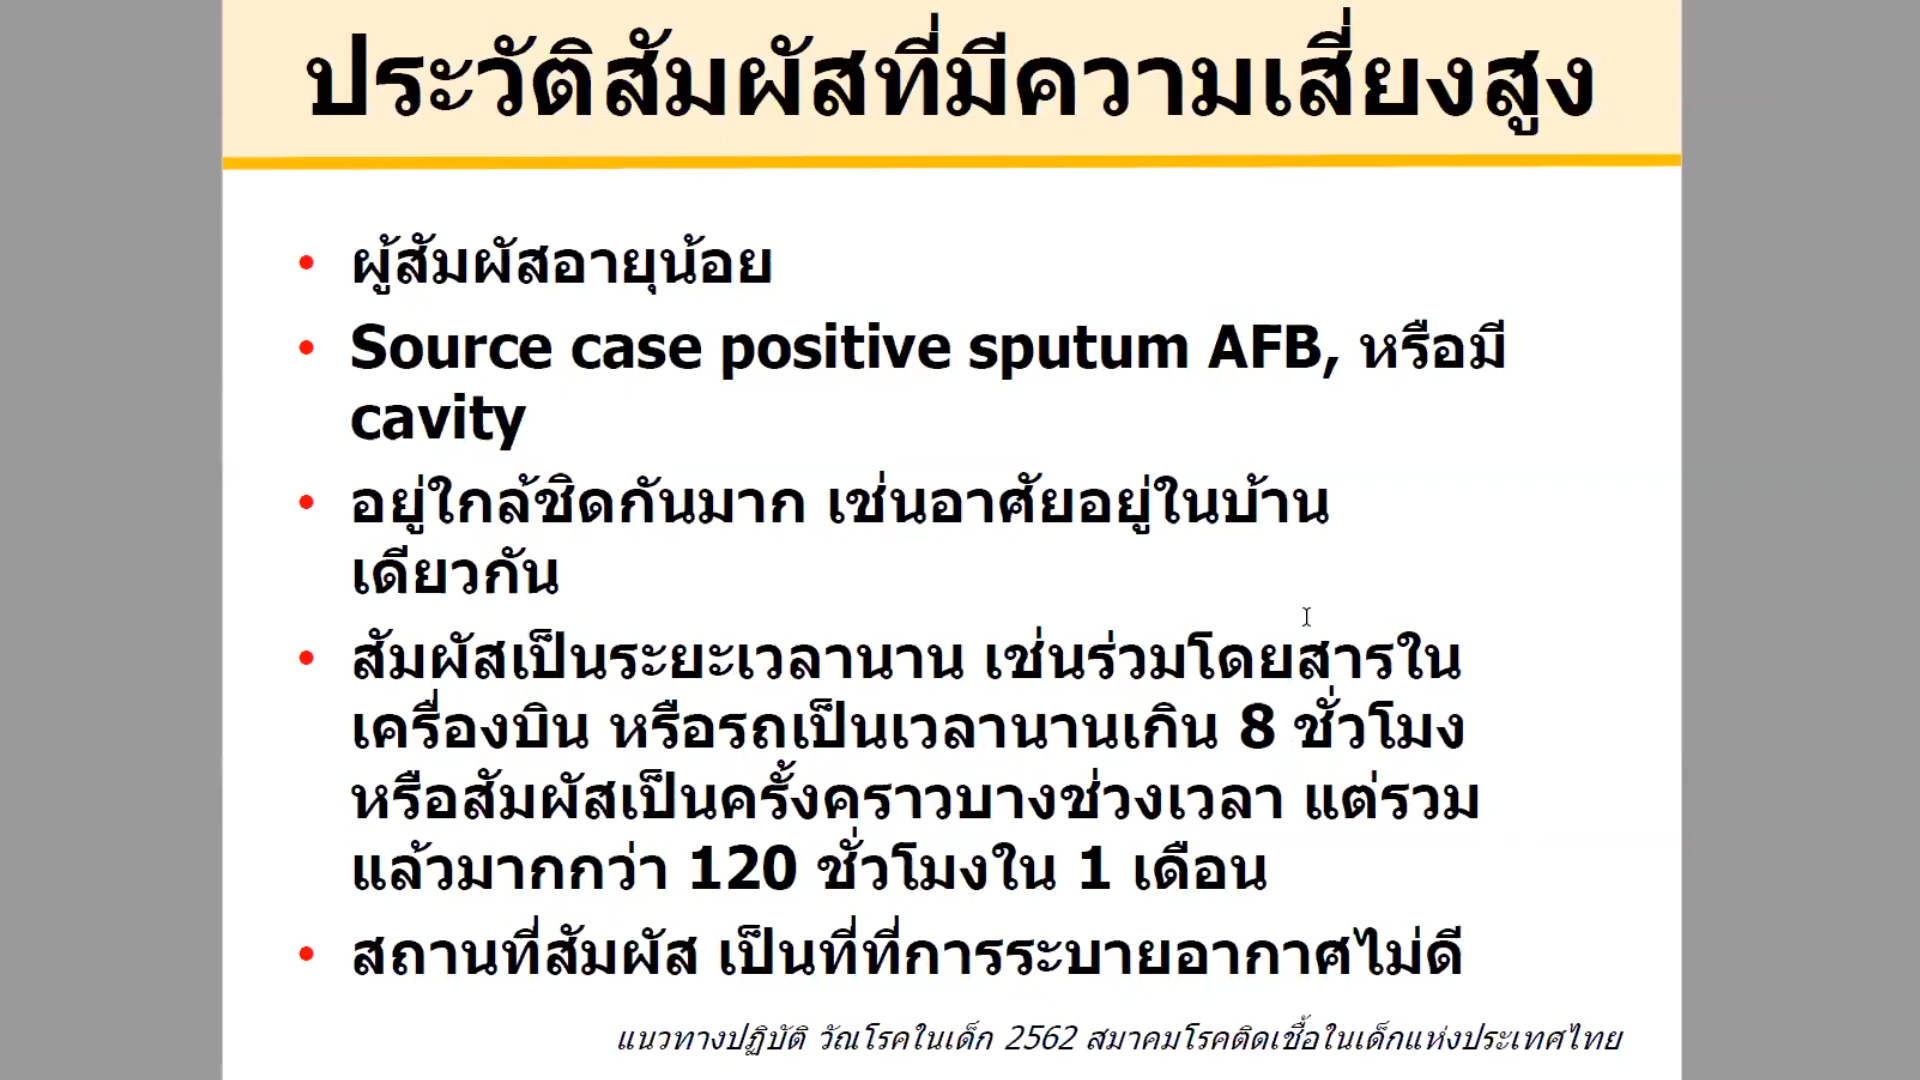 ประวัติสัมผัสที่มีความเสี่ยงสูง
• ผู้สัมผัสอายุน้อย
• Source case positive sputum AFB, หรือมี
cavity
• อยู่ใกล้ชิดกันมาก เช่นอาศัยอยู่ในบ้าน
เดียวกัน
• สัมผัสเป็นระยะเวลานาน เช่นร่วมโดยสารใน
เครื่องบิน หรือรถเป็นเวลานานเกิน 8 ชั่วโมง
หรือสัมผัสเป็นครั้งคราวบางช่วงเวลา แต่รวม
แล้วมากกว่า 120 ชั่วโมงใน 1 เดือน
• สถานที่สัมผัส เป็นที่ที่การระบายอากาศไม่ดี
แนวทางปฏิบัติ วัณโรคในเด็ก 2562 สมาคมโรคติดเชื้อในเด็กแห่งประเทศไทย